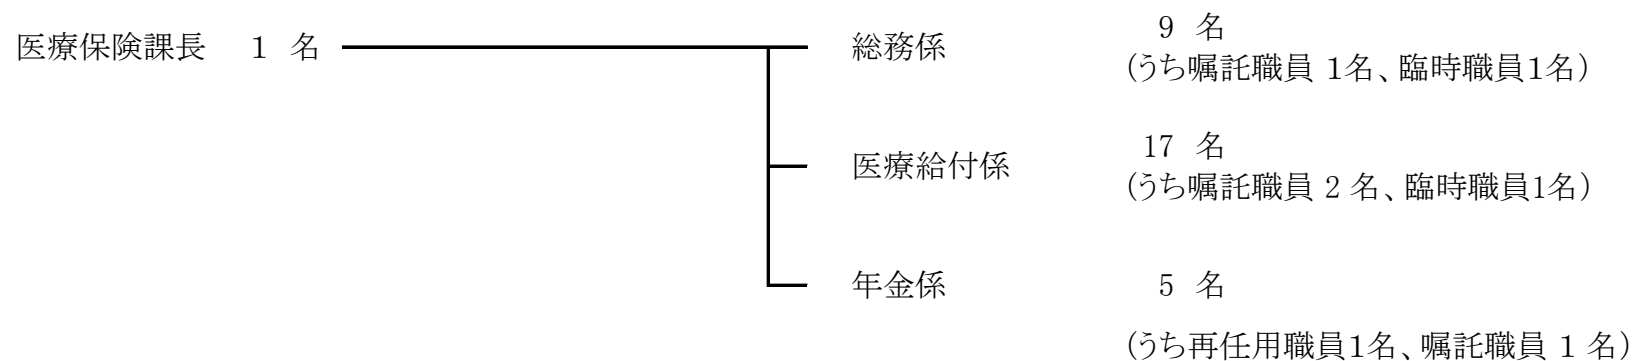 医療保険課長 1 名 総務係 9 名
(うち嘱託職員 1名、臨時職員1名)
医療給付係 17 名
(うち嘱託職員 2 名、臨時職員1名)
年金係 5 名
(うち再任用職員1名、嘱託職員 1 名)